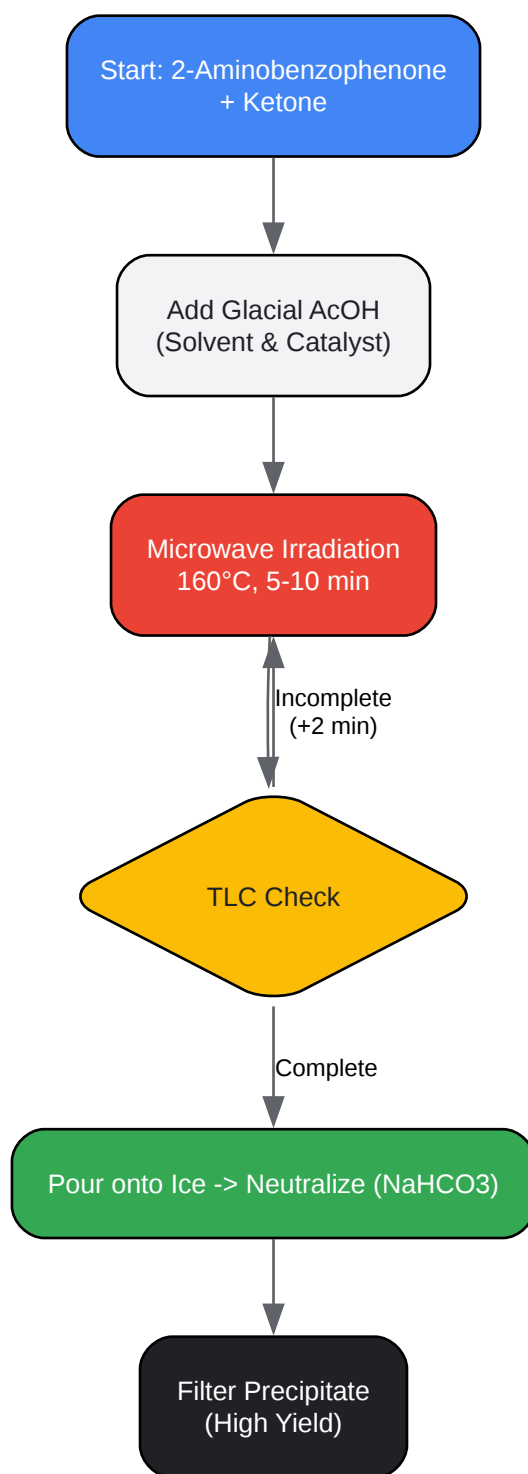 Start: 2-Aminobenzophenone
+ Ketone
Add Glacial AcOH
(Solvent & Catalyst)
Microwave Irradiation
160°C, 5-10 min
Incomplete
(+2 min)
TLC Check
Complete
Pour onto Ice -> Neutralize (NaHCO3)
Filter Precipitate
(High Yield)